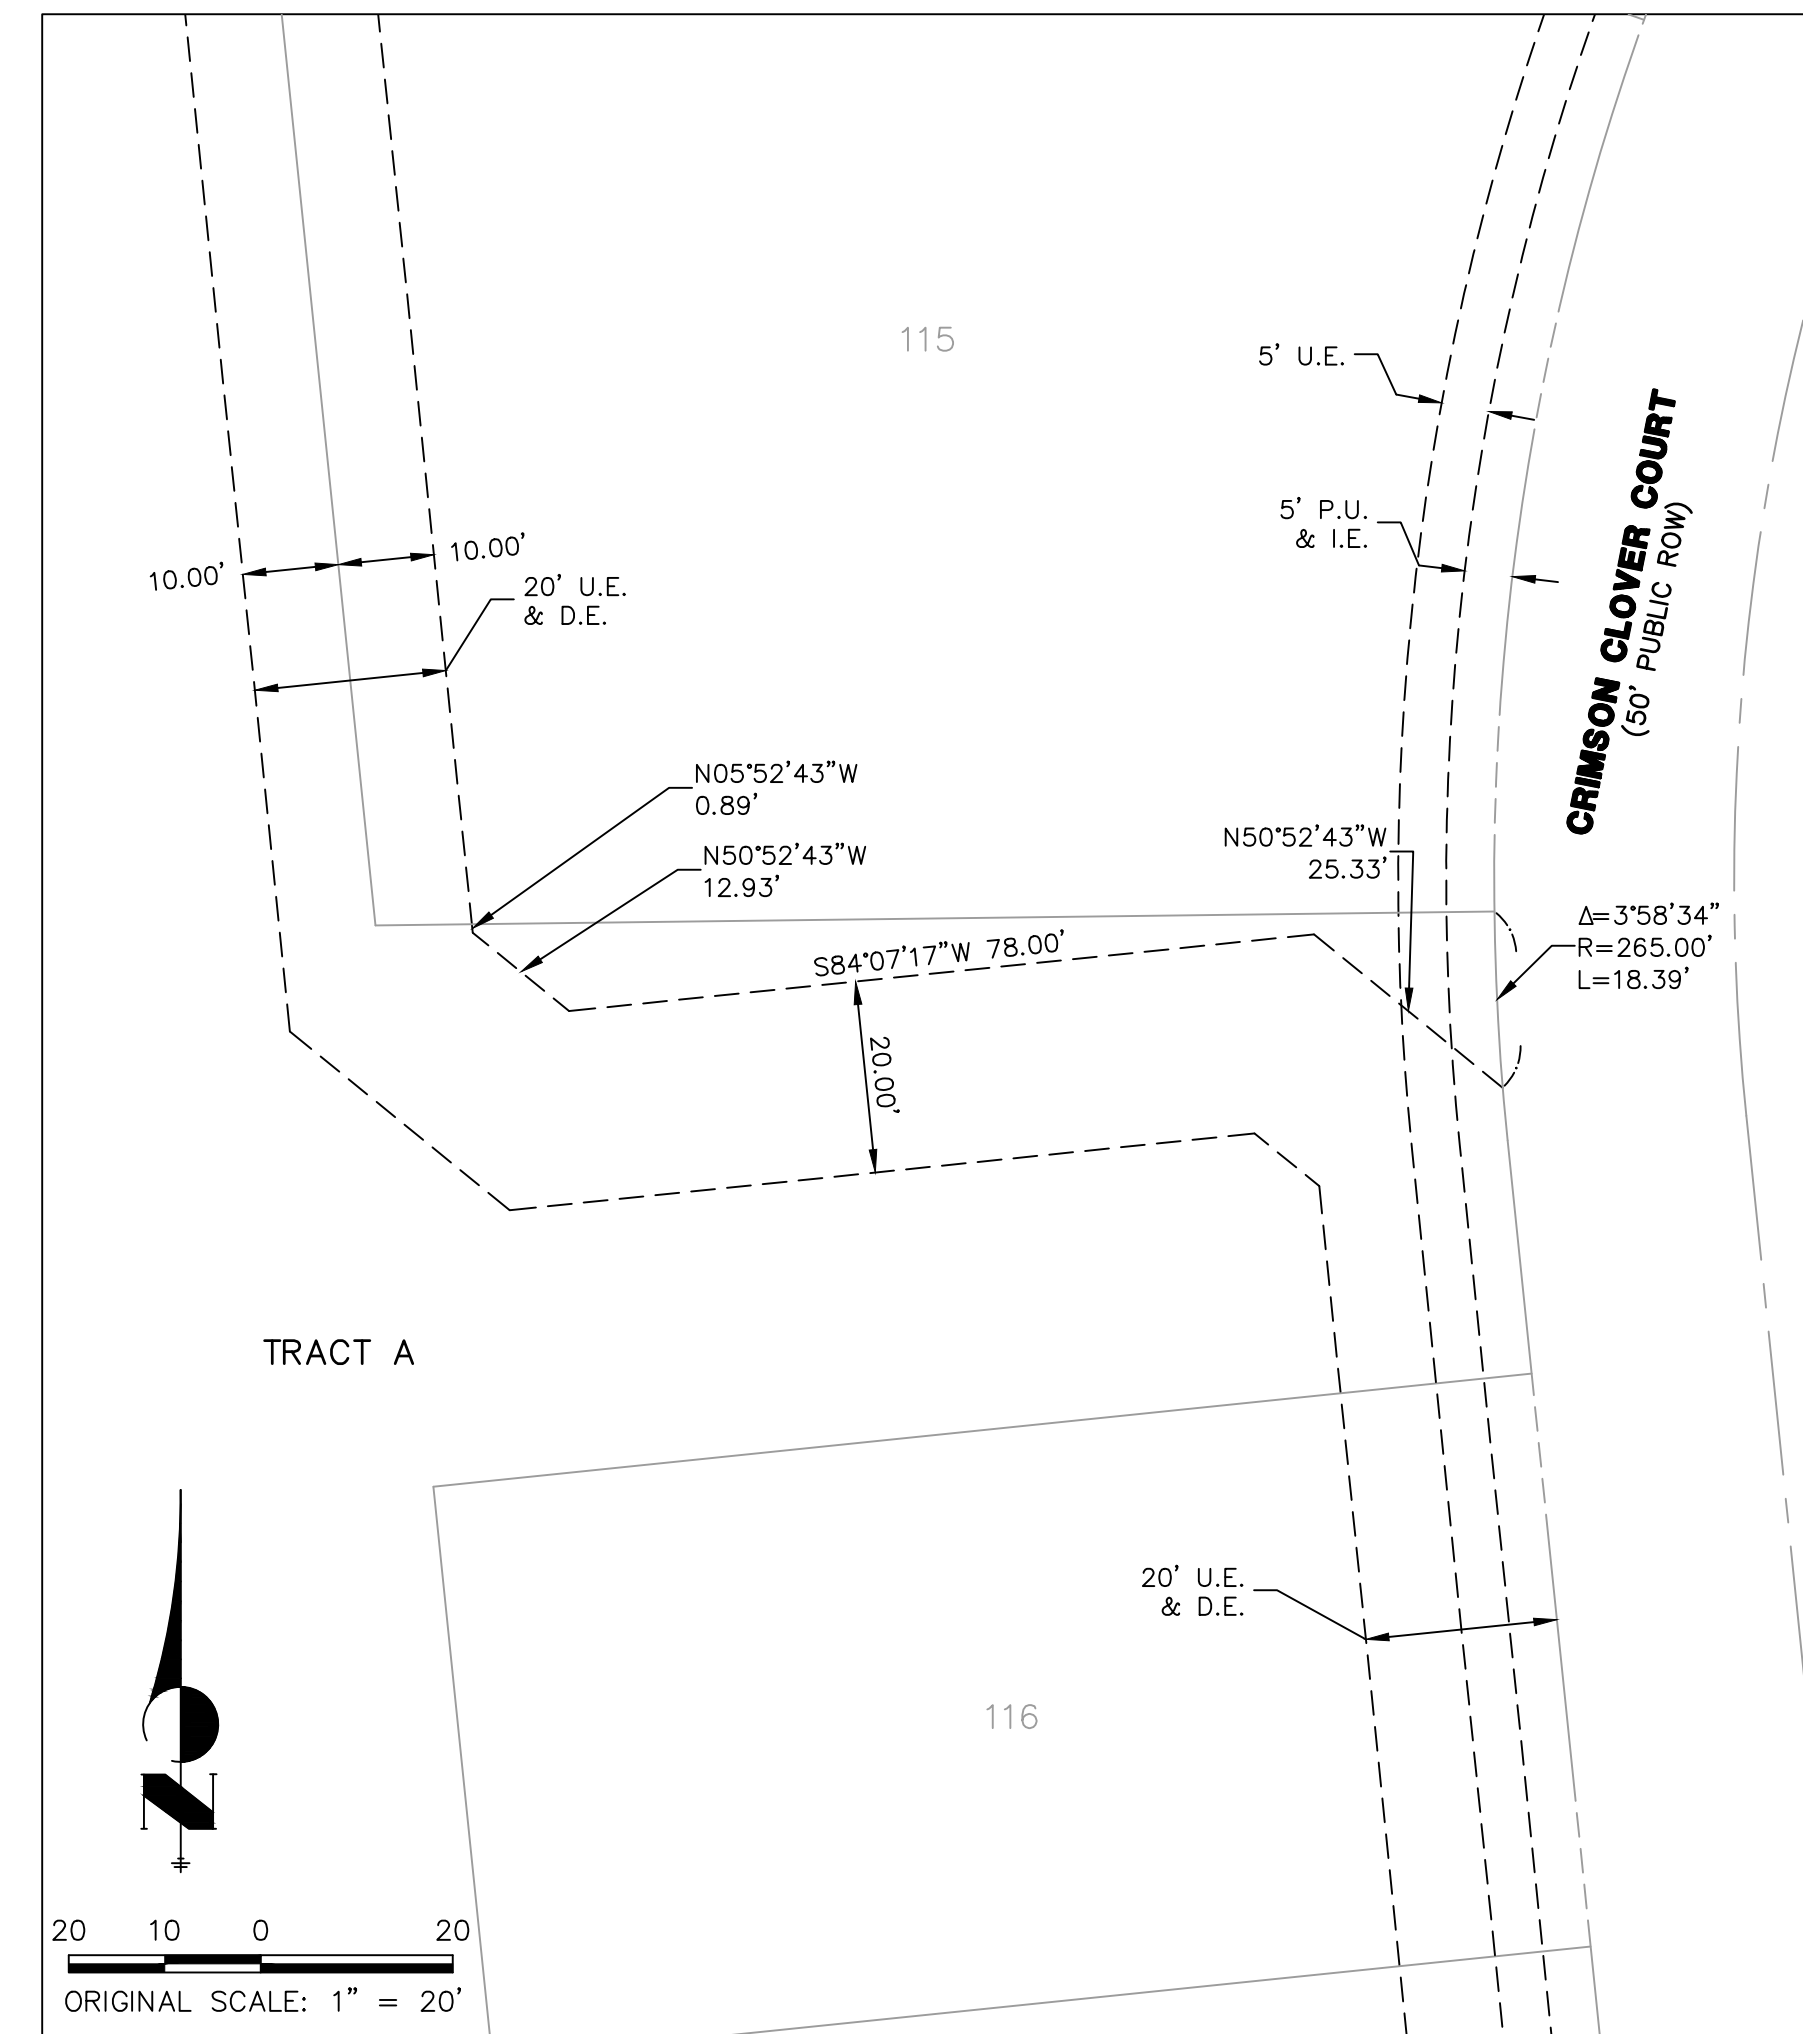 115
5' U.E.
5' P.U.
& I.E.
CRIMSON CLOVER COURT
(50' PUBLIC ROW)
10.00'
10.00'
20' U.E.
& D.E.
N05°52'43"W
0.89'
N50°52'43"W
12.93'
N50°52'43"W
25.33'
Δ=3°58'34"
R=265.00'
L=18.39'
S84°07'17"W 78.00'
20.00'
TRACT A
20' U.E.
& D.E.
116
N
20 10 0 20
ORIGINAL SCALE: 1" = 20'